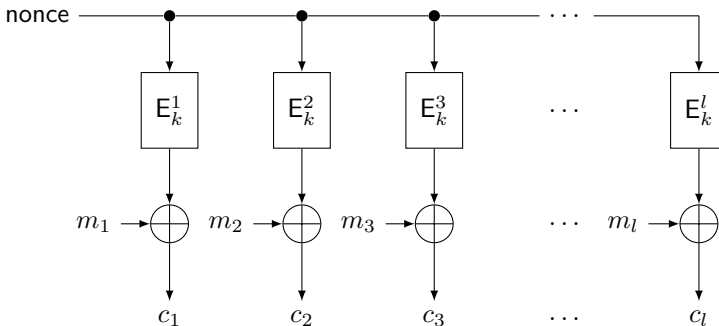 nonce ···
E_k^1 E_k^2 E_k^3 ··· E_k^l
m_1 m_2 m_3 ··· m_l
c_1 c_2 c_3 ··· c_l